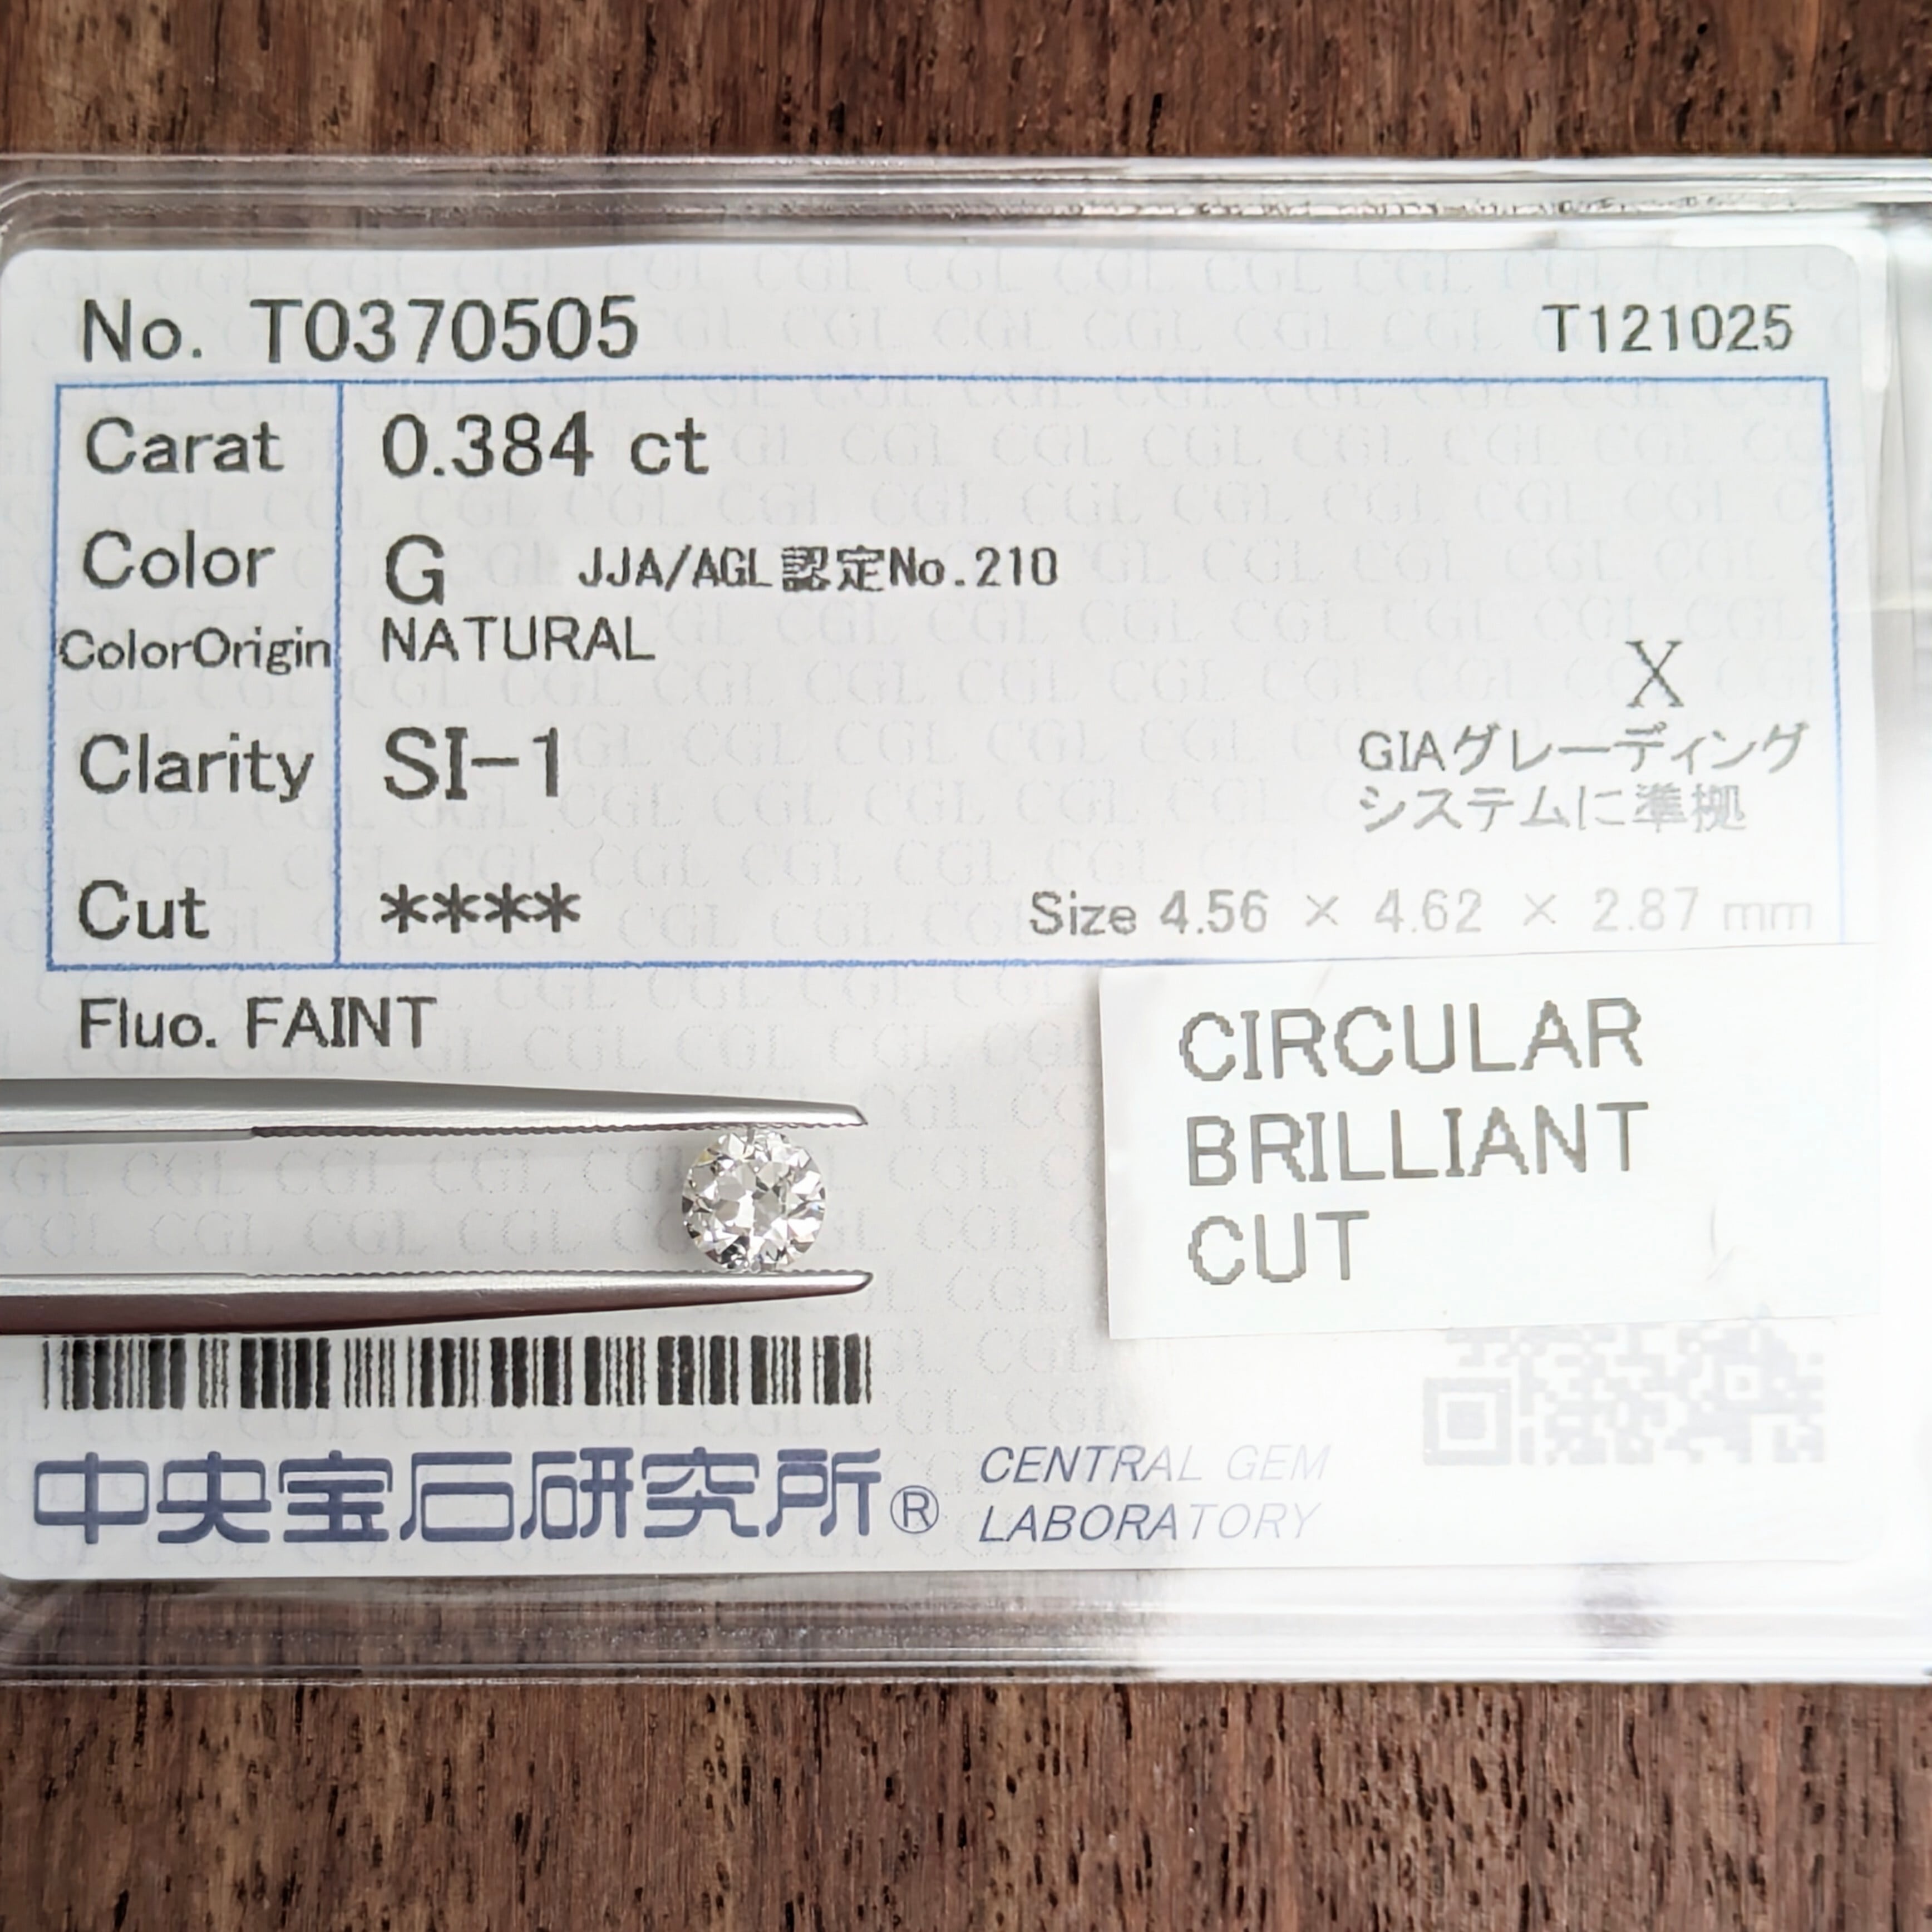 No. T0370505
T121025
Carat 0.384 ct
Color G JJA/AGL認定No.210
ColorOrigin NATURAL
X
Clarity SI-1
GIAグレーディング
システムに準拠
Cut ****
Size 4.56 × 4.62 × 2.87 mm
Fluo. FAINT
CIRCULAR
BRILLIANT
CUT
中央宝石研究所®
CENTRAL GEM
LABORATORY